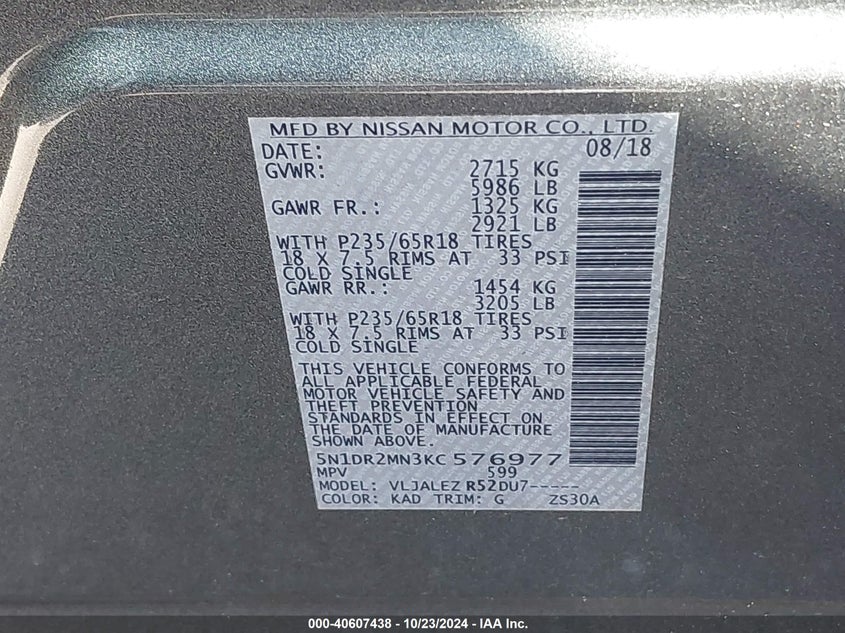 MFD BY NISSAN MOTOR CO., LTD.
DATE: 08/18
GVWR: 2715 KG
5986 LB
GAWR FR.: 1325 KG
2921 LB
WITH P235/65R18 TIRES
18 X 7.5 RIMS AT 33 PSI
COLD SINGLE
GAWR RR.: 1454 KG
3205 LB
WITH P235/65R18 TIRES
18 X 7.5 RIMS AT 33 PSI
COLD SINGLE
THIS VEHICLE CONFORMS TO
ALL APPLICABLE FEDERAL
MOTOR VEHICLE SAFETY AND
THEFT PREVENTION
STANDARDS IN EFFECT ON
THE DATE OF MANUFACTURE
SHOWN ABOVE.
5N1DR2MN3KC576977
MPV 599
MODEL: VLJALEZ R52DU7-----
COLOR: KAD TRIM: G ZS30A
000-40607438 - 10/23/2024 - IAA Inc.